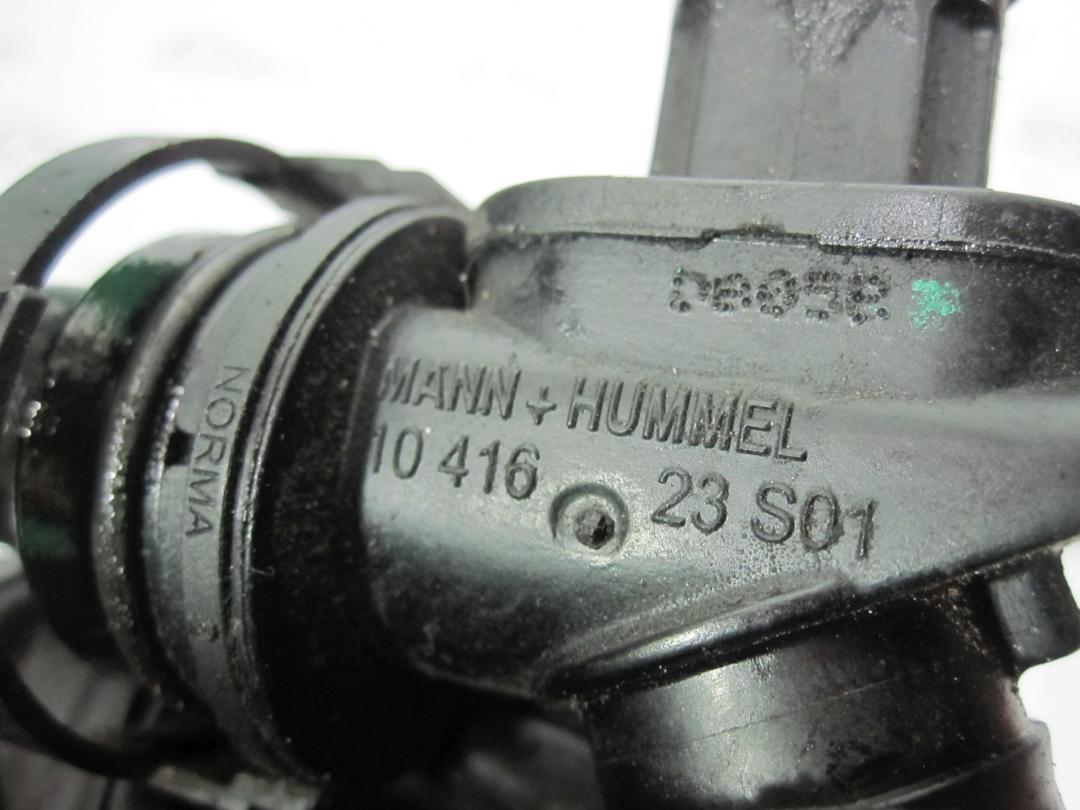 MANN + HUMMEL
10 416 23 S01
NORMA